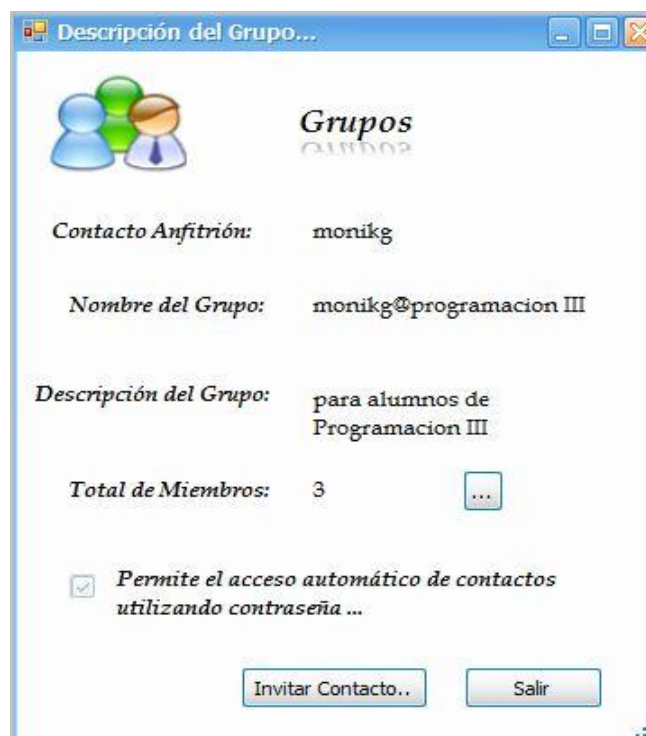 Descripción del Grupo...
Grupos
Contacto Anfitrión: monikg
Nombre del Grupo: monikg@programacion III
Descripción del Grupo: para alumnos de
Programacion III
Total de Miembros: 3 ...
Permite el acceso automático de contactos
utilizando contraseña ...
Invitar Contacto.. Salir